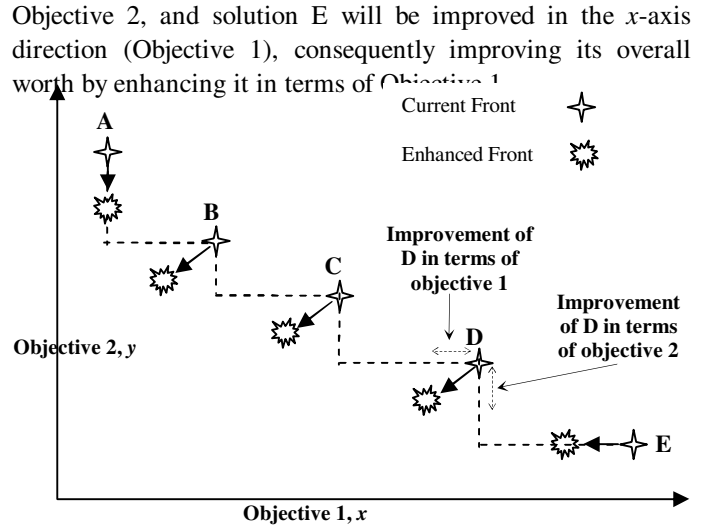 Objective 2, and solution E will be improved in the x-axis
direction (Objective 1), consequently improving its overall
worth by enhancing it in terms of Objective 1
Current Front
A
Enhanced Front
B
Improvement of
D in terms of
objective 1
C
Improvement
of D in terms
of objective 2
D
Objective 2, y
E
Objective 1, x